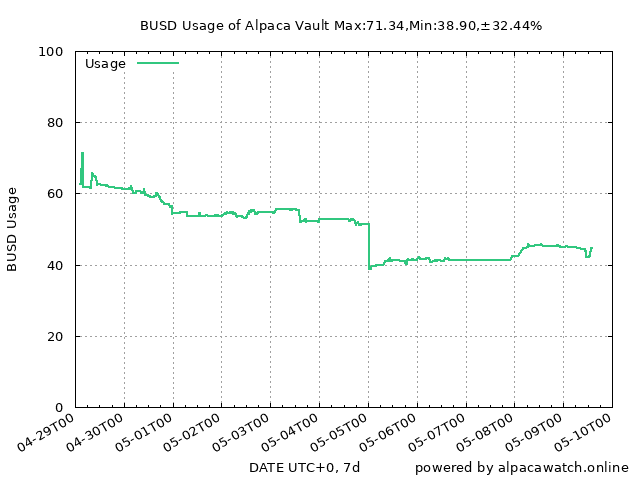 BUSD Usage of Alpaca Vault Max:71.34,Min:38.90,±32.44%
Usage
100
80
60
40
20
0
BUSD Usage
04-29T00
04-30T00
05-01T00
05-02T00
05-03T00
05-04T00
05-05T00
05-06T00
05-07T00
05-08T00
05-09T00
05-10T00
DATE UTC+0, 7d
powered by alpacawatch.online